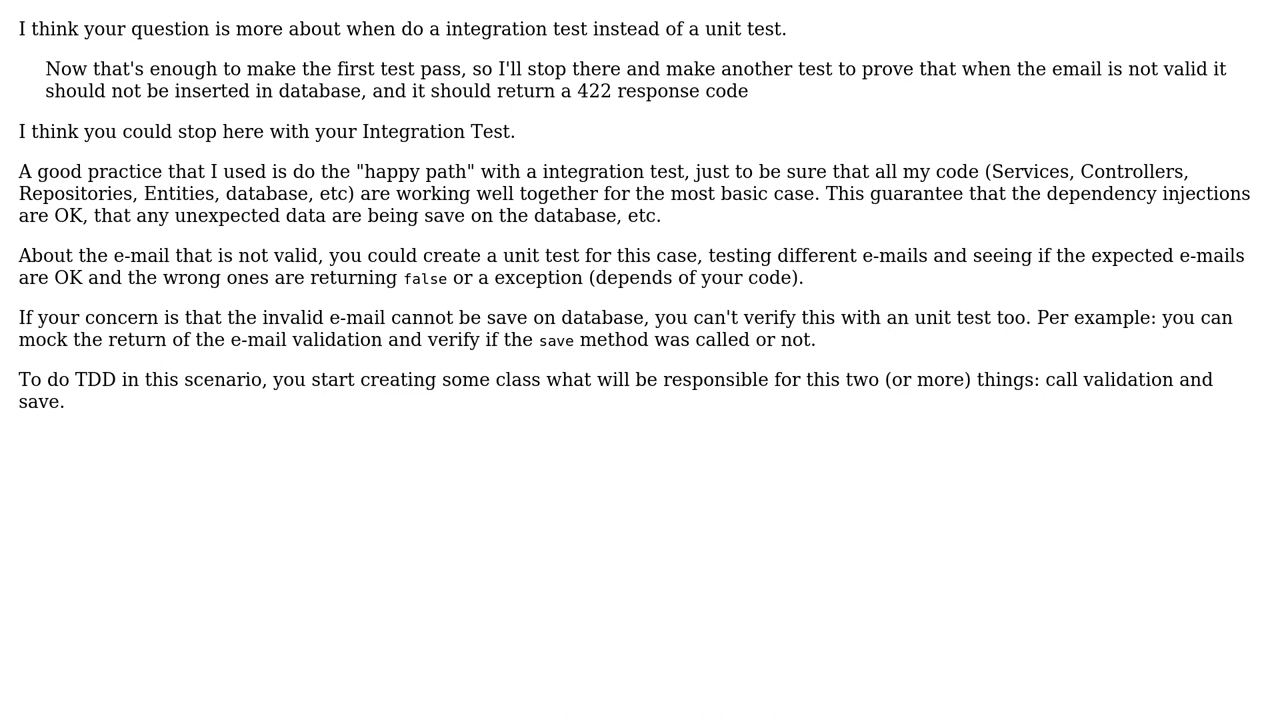 I think your question is more about when do a integration test instead of a unit test.
Now that's enough to make the first test pass, so I'll stop there and make another test to prove that when the email is not valid it
should not be inserted in database, and it should return a 422 response code
I think you could stop here with your Integration Test.
A good practice that I used is do the "happy path" with a integration test, just to be sure that all my code (Services, Controllers,
Repositories, Entities, database, etc) are working well together for the most basic case. This guarantee that the dependency injections
are OK, that any unexpected data are being save on the database, etc.
About the e-mail that is not valid, you could create a unit test for this case, testing different e-mails and seeing if the expected e-mails
are OK and the wrong ones are returning false or a exception (depends of your code).
If your concern is that the invalid e-mail cannot be save on database, you can't verify this with an unit test too. Per example: you can
mock the return of the e-mail validation and verify if the save method was called or not.
To do TDD in this scenario, you start creating some class what will be responsible for this two (or more) things: call validation and
save.